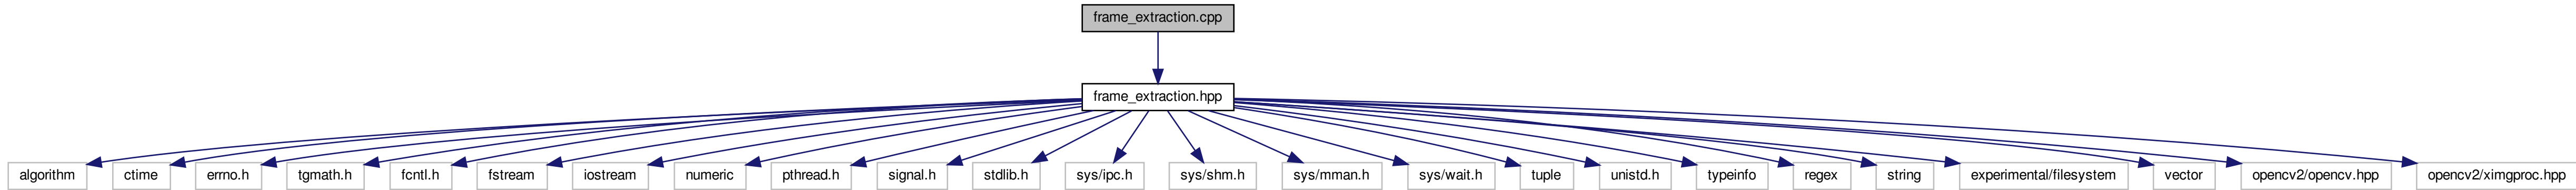 frame_extraction.cpp
frame_extraction.hpp
algorithm
ctime
errno.h
tgmath.h
fcntl.h
fstream
iostream
numeric
pthread.h
signal.h
stdlib.h
sys/ipc.h
sys/shm.h
sys/mman.h
sys/wait.h
tuple
unistd.h
typeinfo
regex
string
experimental/filesystem
vector
opencv2/opencv.hpp
opencv2/ximgproc.hpp